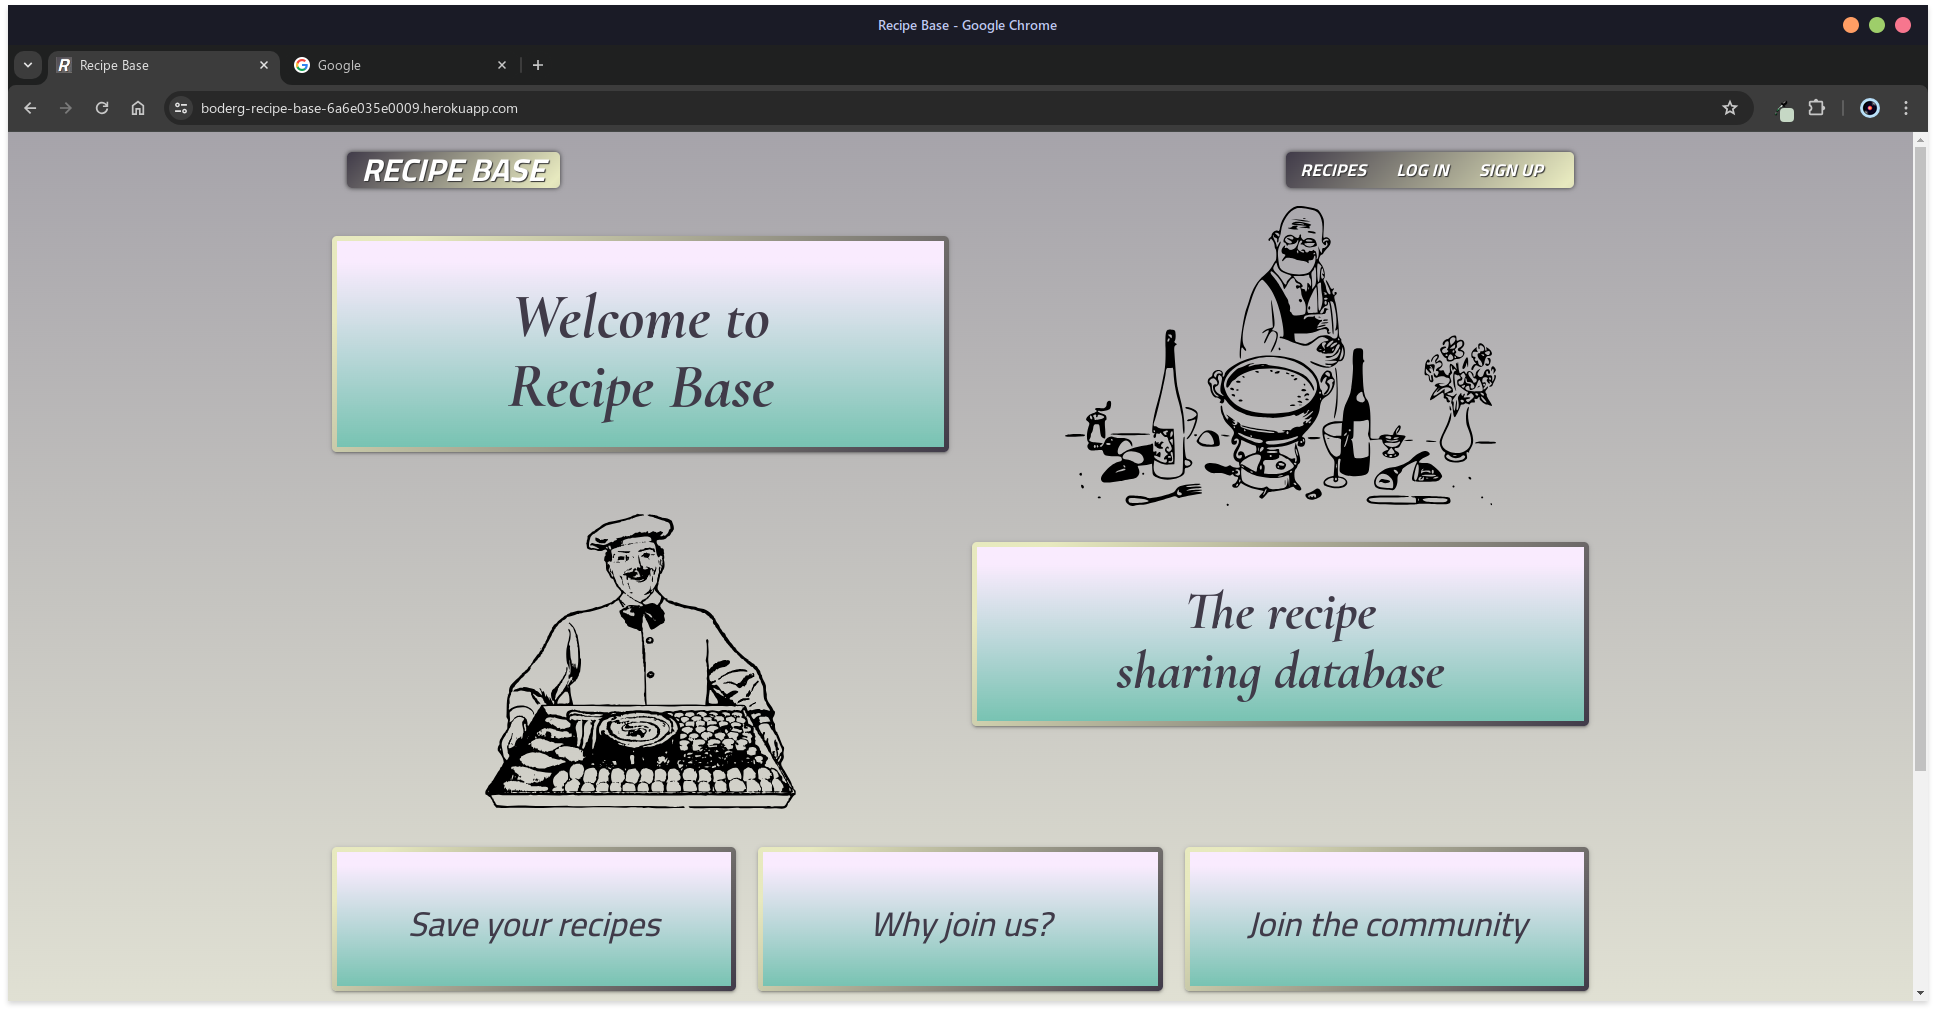 Recipe Base - Google Chrome
Recipe Base
Google
boderg-recipe-base-6a6e035e0009.herokuapp.com
RECIPE BASE
RECIPES LOG IN SIGN UP
Welcome to
Recipe Base
The recipe
sharing database
Save your recipes
Why join us?
Join the community